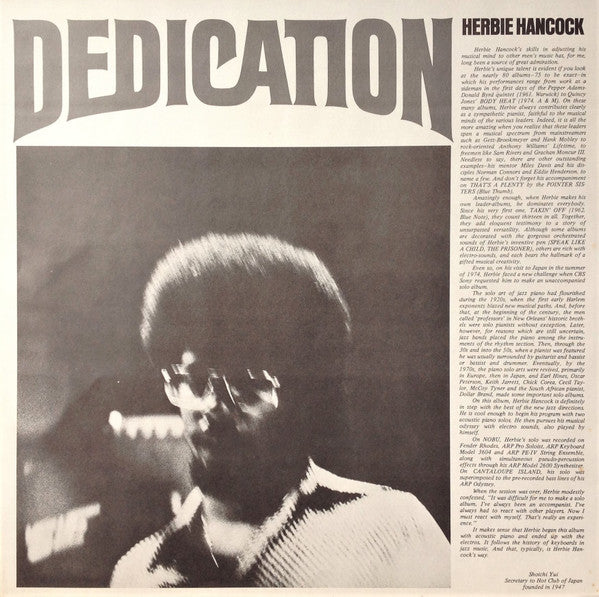 DEDICATION
HERBIE HANCOCK
Herbie Hancock's skills in adjusting his
musical mind to other men's music has, for me,
long been a source of great admiration.
Herbie's unique talent is evident if you look
at the nearly 80 albums—75 to be exact—in
which his performances range from work as a
sideman in the first days of the Pepper Adams-
Donald Byrd quintet (1961, Warwick) to Quincy
Jones' BODY HEAT (1974, A & M). On these
many albums, Herbie always contributes clearly
as a sympathetic pianist, faithful to the musical
minds of the various leaders. Indeed, it is all the
more amazing when you realise that these leaders
span a musical spectrum from mainstreamers
such as Getz-Brookmeyer and Hank Mobley to
rock-oriented Anthony Williams' Lifetime, to
freemen like Sam Rivers and Grachan Moncur III.
Needless to say, there are other outstanding
examples—his mentor Miles Davis and his dis-
ciples Norman Connors and Eddie Henderson, to
name a few. And don't forget his accompaniment
on THAT'S A PLENTY by the POINTER SIS-
TERS (Blue Thumb).
Amazingly enough, when Herbie makes his
own leader-albums, he dominates everybody.
Since his very first one, TAKIN' OFF (1962,
Blue Note), they count thirteen in all. Together,
they add eloquent testimony to a story of
unsurpassed versatility. Although some albums
are decorated with the gorgeous orchestrated
sounds of Herbie's inventive pen (SPEAK LIKE
A CHILD, THE PRISONER), others are rich with
electro-sounds, and each bears the hallmark of a
gifted musical creativity.
Even so, on his visit to Japan in the summer
of 1974, Herbie faced a new challenge when CBS
Sony requested him to make an unaccompanied
solo album.
The solo art of jazz piano had flourished
during the 1920s, when the first early Harlem
exponents blazed new musical paths. And, before
that, at the beginning of the century, the men
called 'professors' in New Orleans' historic broth-
els were solo pianists without exception. Later,
however, for reasons which are still uncertain,
jazz bands placed the piano among the instru-
ments of the rhythm section. Then, through the
30s and into the 50s, when a pianist was featured
he was usually surrounded by guitarist and bassist
or bassist and drummer. Eventually, by the
1970s, the piano solo arts were revived, primarily
in Europe, then in Japan, and Earl Hines, Oscar
Peterson, Keith Jarrett, Chick Corea, Cecil Tay-
lor, McCoy Tyner and the South African pianist,
Dollar Brand, made some important solo albums.
On this album, Herbie Hancock is definitely
in step with the best of the new jazz directions.
He is cool enough to begin his program with two
acoustic piano solos. He then pursues his musical
odyssey with electro sounds, also played by
himself.
On NOBU, Herbie's solo was recorded on
Fender Rhodes, ARP Pro Soloist, ARP Keyboard
Model 3604 and ARP PE-IV String Ensemble,
along with simultaneous pseudo-percussion
effects through his ARP Model 2600 Synthesizer.
On CANTALOUPE ISLAND, his solo was
superimposed to the pre-recorded bass lines of his
ARP Odyssey.
When the session was over, Herbie modestly
confessed, "It was difficult for me to make a solo
album, I've always been an accompanist. I've
always had to react with other players. Now I
must react with myself. That's really an experi-
ence."
It makes sense that Herbie began this album
with acoustic piano and ended up with the
electros. It follows the history of keyboards in
jazz music. And that, typically, is Herbie Han-
cock's way.
Shoichi Yui
Secretary to Hot Club of Japan
founded in 1947